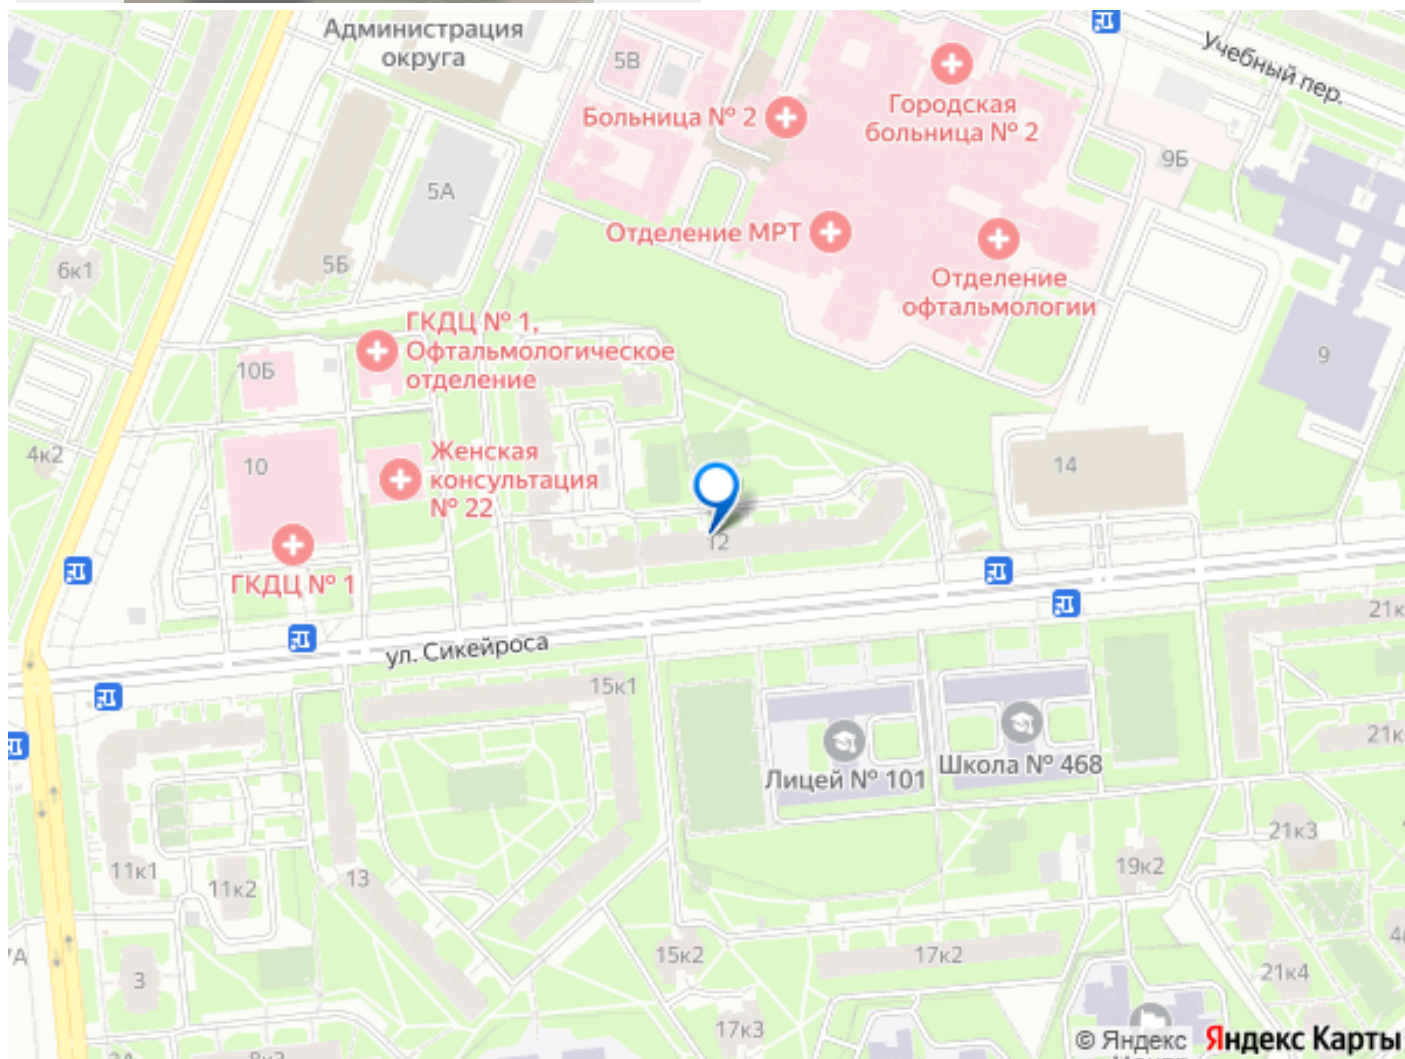 Администрация
округа
5В
Учебный пер.
Городская
больница № 2
Больница № 2
9Б
5А
Отделение МРТ
5Б
6к1
Отделение
офтальмологии
ГКДЦ № 1,
Офтальмологическое
отделение
10Б
9
4к2
10
Женская
консультация
№ 22
14
12
ГКДЦ № 1
21к
ул. Сикейроса
15к1
21к
Лицей № 101
Школа № 468
21к3
11к1
11к2
13
19к2
15к2
17к2
3
21к4
17к3
© Яндекс Яндекс Карты